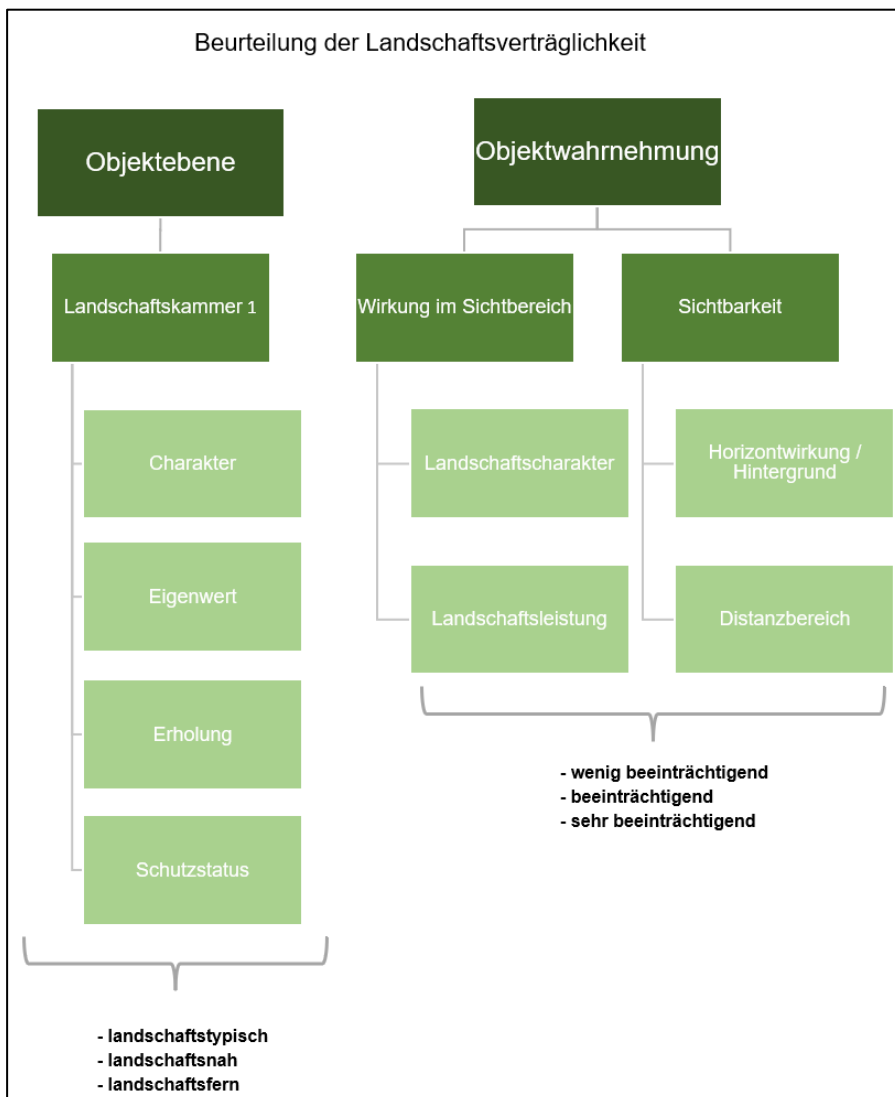 Beurteilung der Landschaftsverträglichkeit
Objektebene
Landschaftskammer 1
Charakter
Eigenwert
Erholung
Schutzstatus
- landschaftstypisch
- landschaftsnah
- landschaftsfern
Objektwahrnehmung
Wirkung im Sichtbereich
Landschaftscharakter
Landschaftsleistung
Sichtbarkeit
Horizontwirkung /
Hintergrund
Distanzbereich
- wenig beeinträchtigend
- beeinträchtigend
- sehr beeinträchtigend